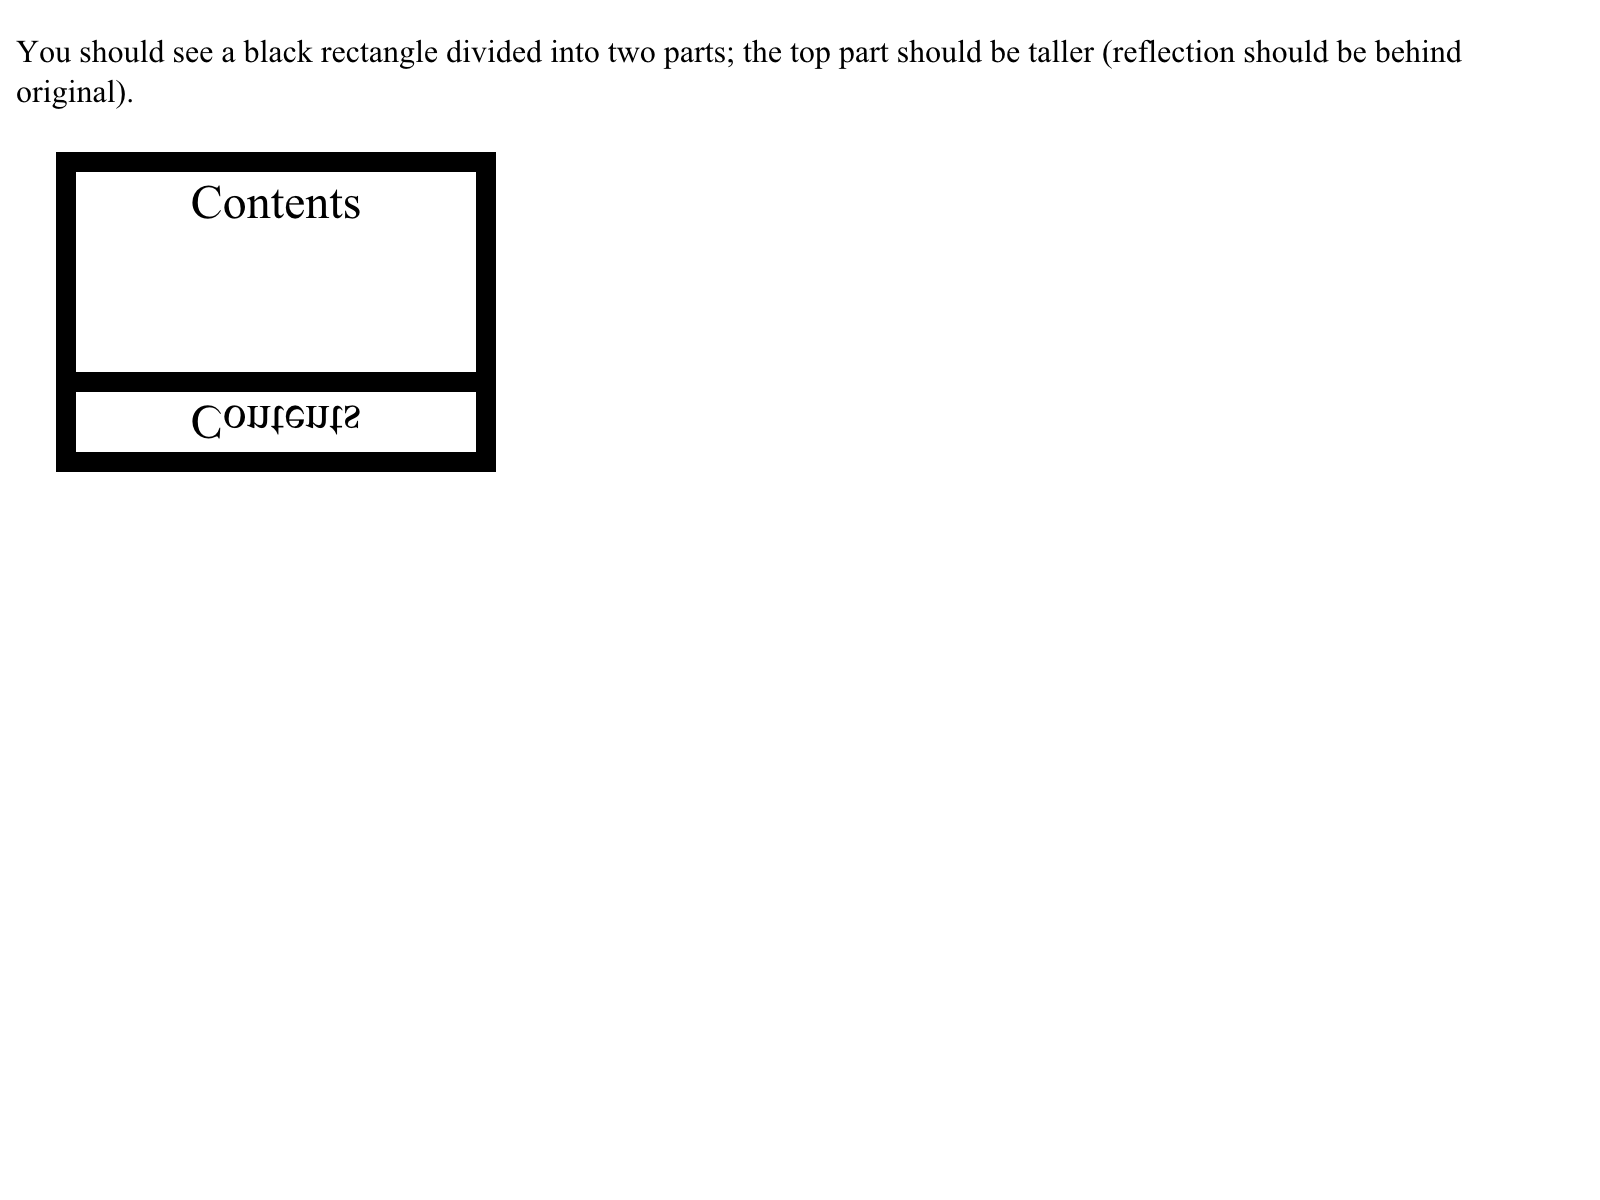 You should see a black rectangle divided into two parts; the top part should be taller (reflection should be behind
original).
Contents
Contents